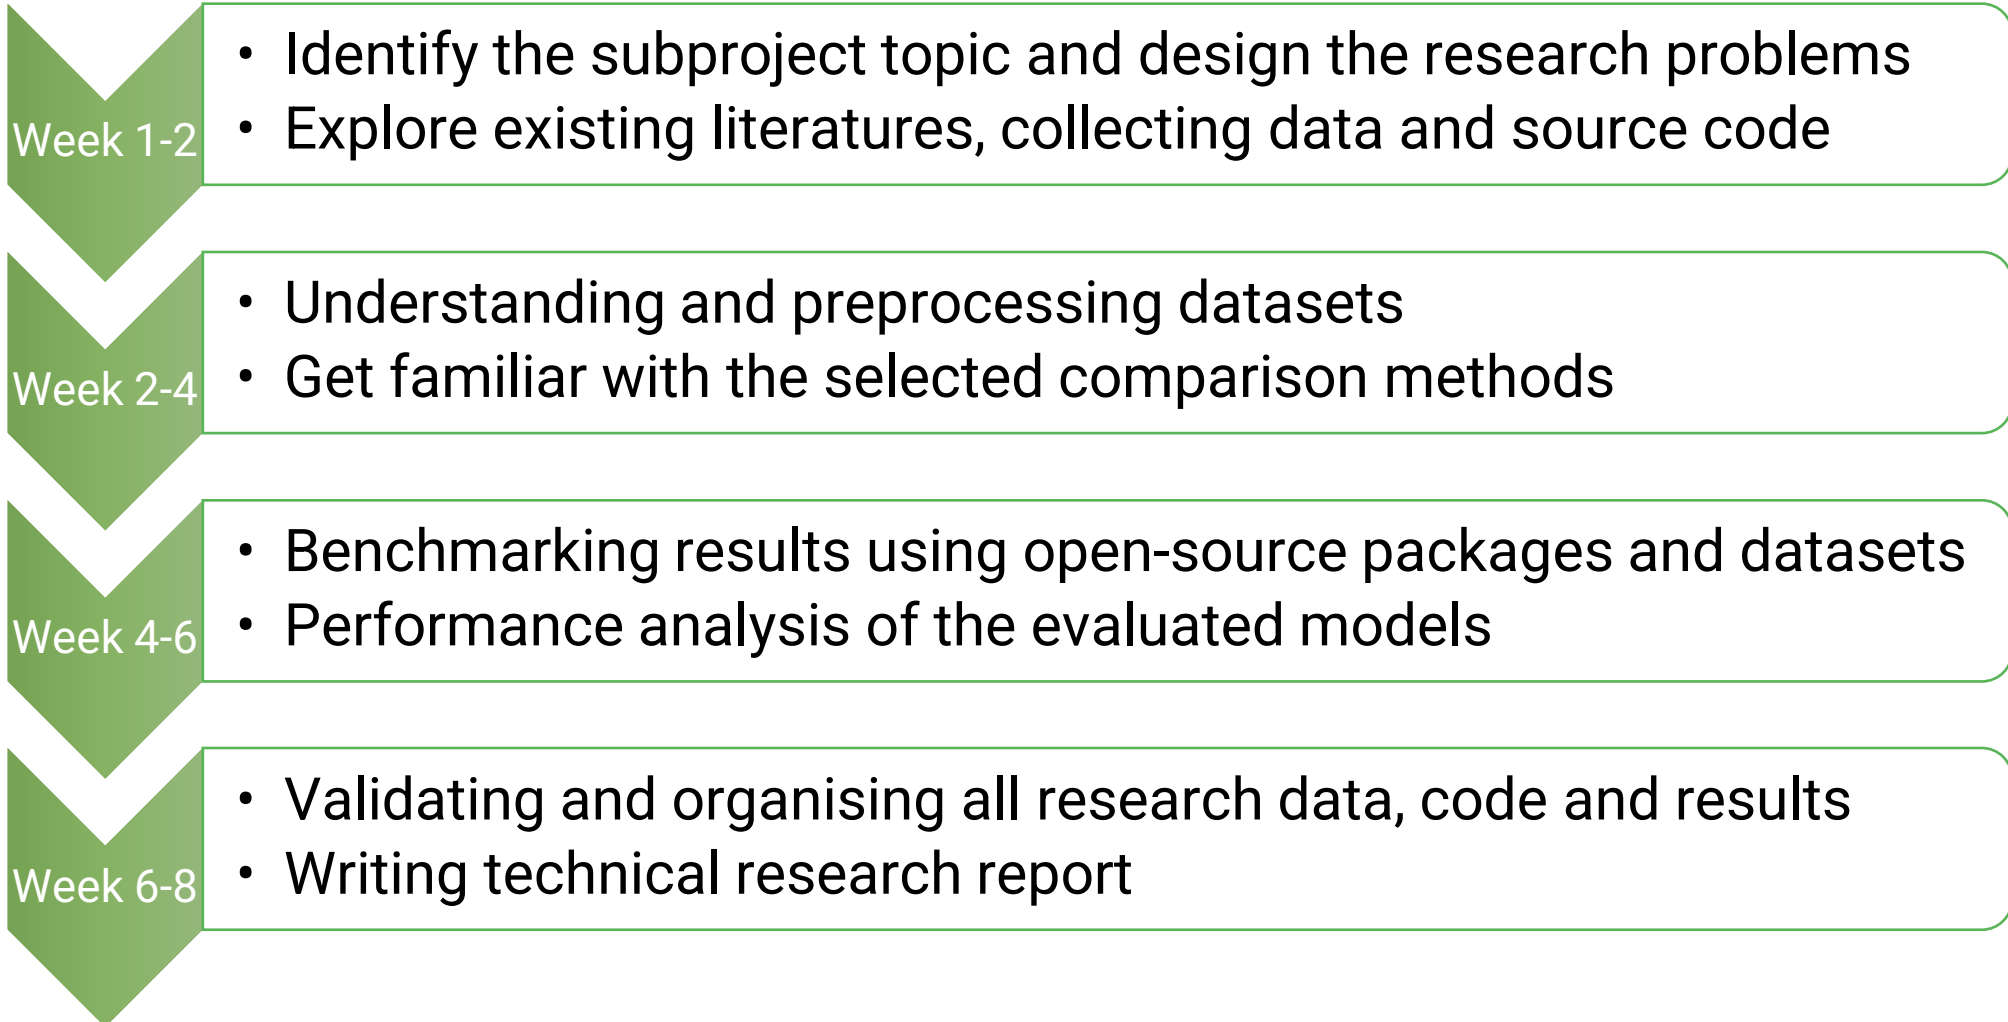 Week 1-2
• Identify the subproject topic and design the research problems
• Explore existing literatures, collecting data and source code
Week 2-4
• Understanding and preprocessing datasets
• Get familiar with the selected comparison methods
Week 4-6
• Benchmarking results using open-source packages and datasets
• Performance analysis of the evaluated models
Week 6-8
• Validating and organising all research data, code and results
• Writing technical research report